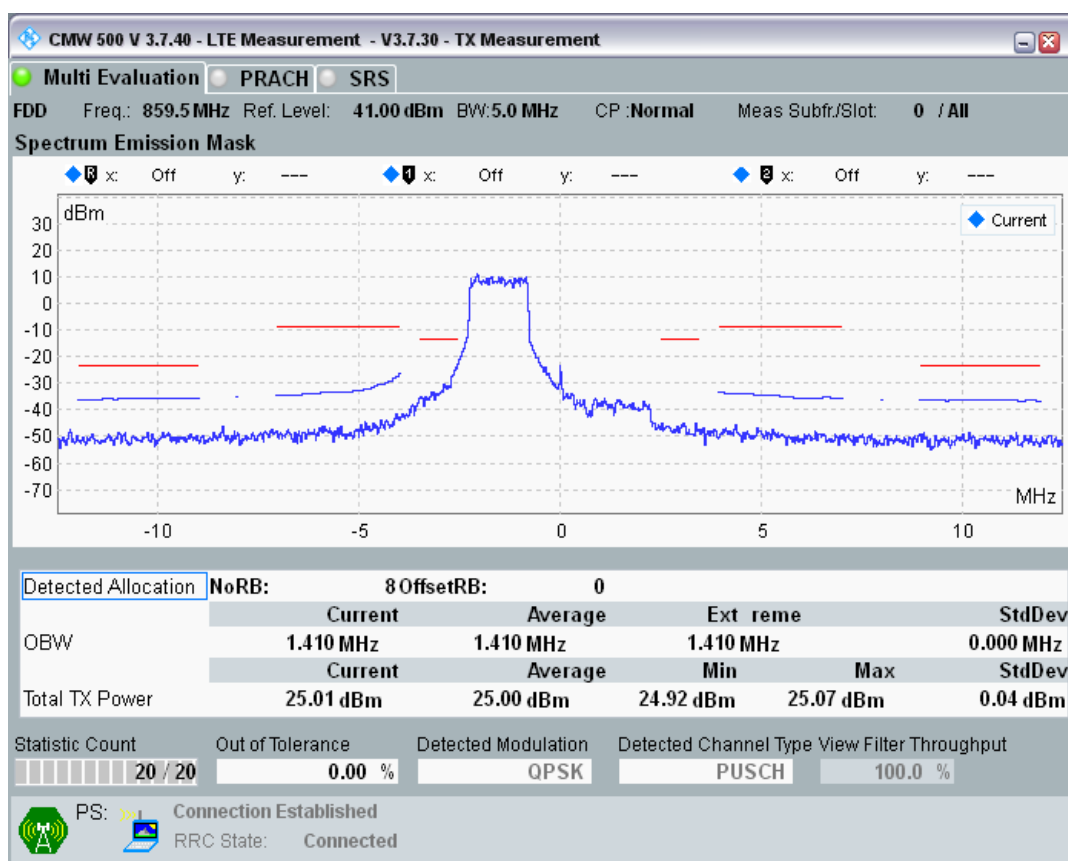 CMW 500 V 3.7.40 - LTE Measurement - V3.7.30 - TX Measurement
Multi Evaluation PRACH SRS
FDD Freq.: 859.5 MHz Ref. Level: 41.00 dBm BW:5.0 MHz CP :Normal Meas Subfr./Slot: 0 / All
Spectrum Emission Mask
R x: Off y: --- 1 x: Off y: --- 2 x: Off y: ---
dBm
Current
30
20
10
0
-10
-20
-30
-40
-50
-60
-70
MHz
-10 -5 0 5 10
Detected Allocation NoRB: 8 OffsetRB: 0
Current Average Ext reme StdDev
OBW 1.410 MHz 1.410 MHz 1.410 MHz 0.000 MHz
Current Average Min Max StdDev
Total TX Power 25.01 dBm 25.00 dBm 24.92 dBm 25.07 dBm 0.04 dBm
Statistic Count Out of Tolerance Detected Modulation Detected Channel Type View Filter Throughput
20 / 20 0.00 % QPSK PUSCH 100.0 %
PS: Connection Established
RRC State: Connected